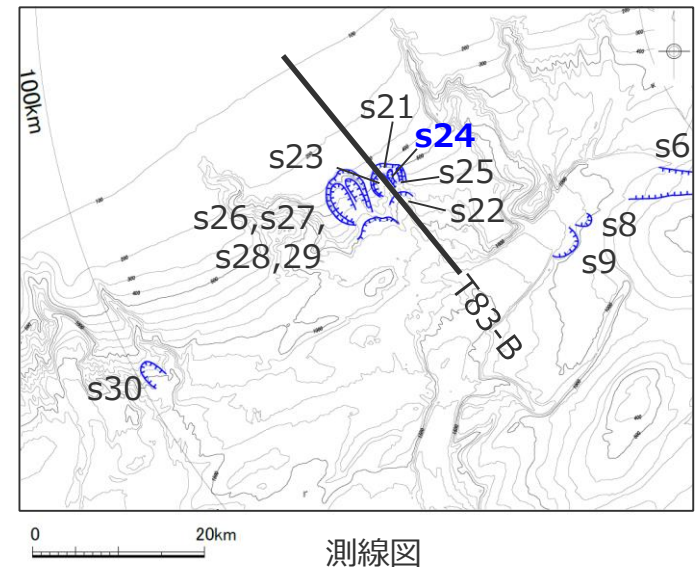 100km
s21
s24
s23
s25
s6
s22
s26,s27,
s28,29
s8
s9
T83-B
s30
0 20km
測線図